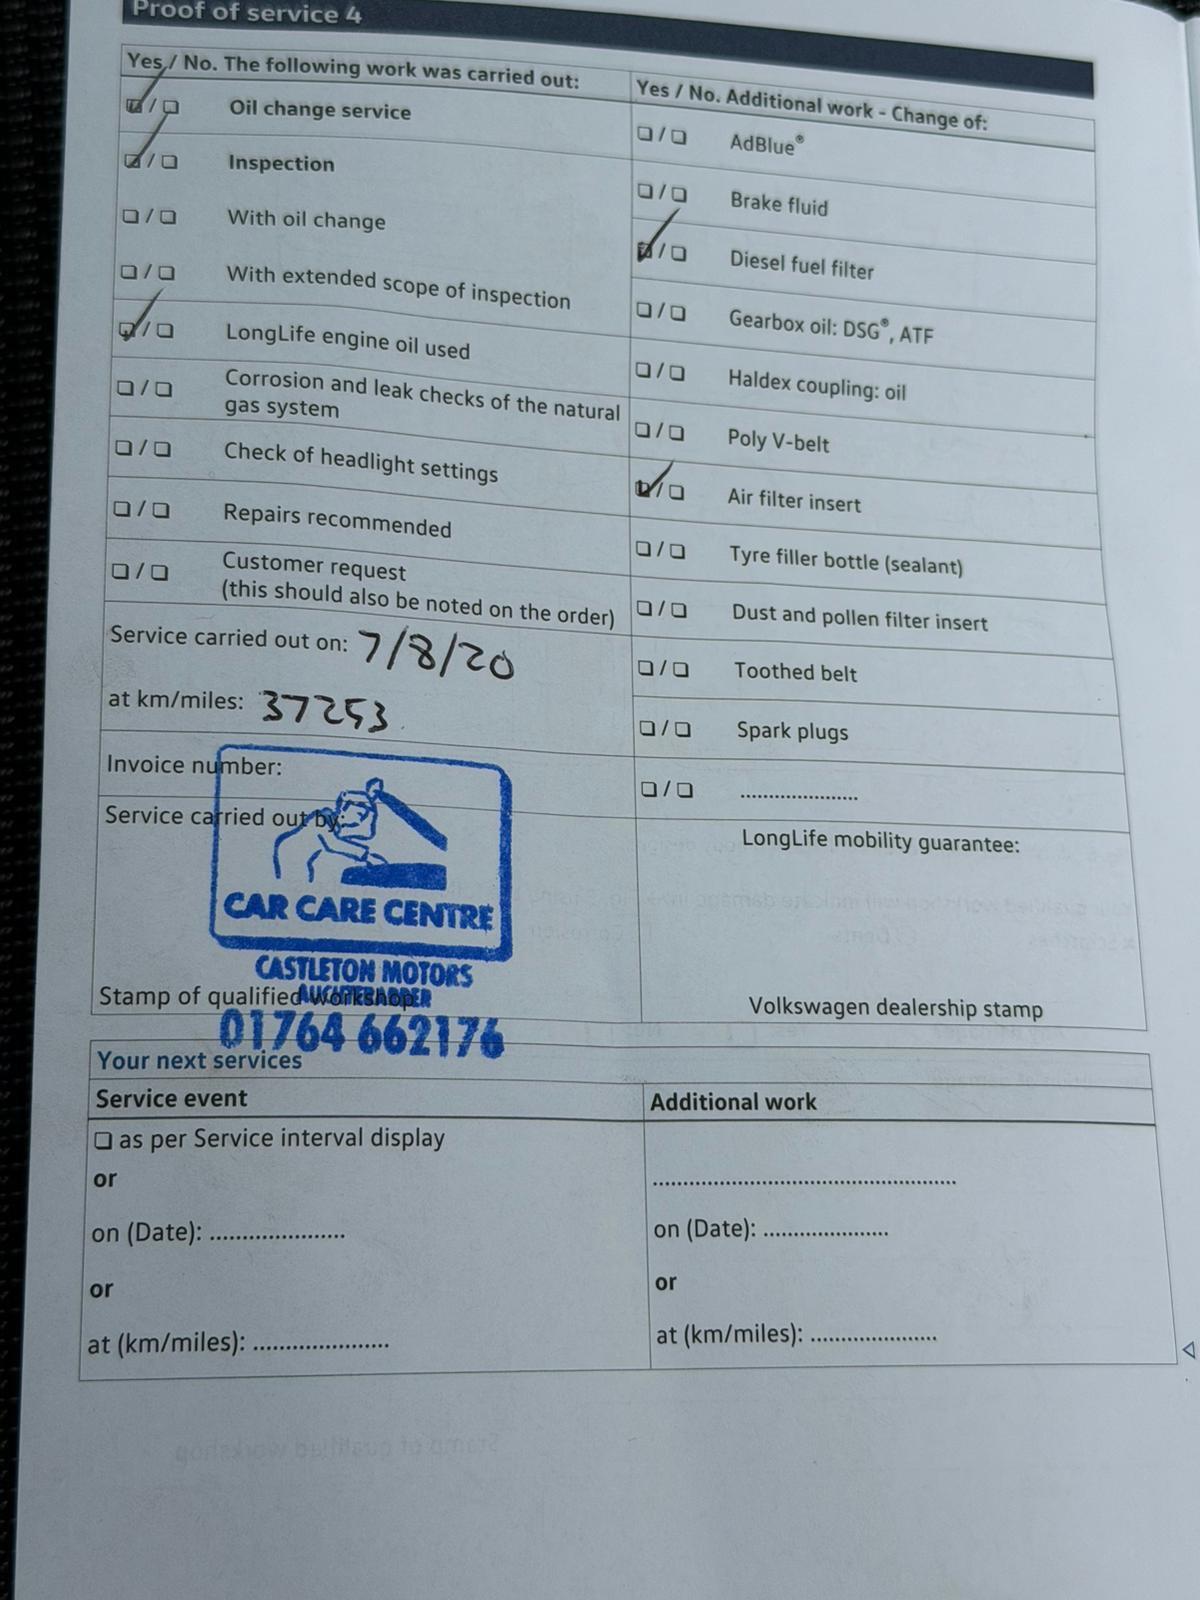 Proof of service 4
Yes / No. The following work was carried out:
☑ / ❏ Oil change service
☑ / ❏ Inspection
❏ / ❏ With oil change
❏ / ❏ With extended scope of inspection
☑ / ❏ LongLife engine oil used
❏ / ❏ Corrosion and leak checks of the natural
gas system
❏ / ❏ Check of headlight settings
❏ / ❏ Repairs recommended
❏ / ❏ Customer request
(this should also be noted on the order)
Service carried out on: 7/8/20
at km/miles: 37253
Invoice number:
Service carried out by:
CAR CARE CENTRE
CASTLETON MOTORS
AUCHTERARDER
Stamp of qualified workshop
01764 662176
Yes / No. Additional work - Change of:
❏ / ❏ AdBlue®
❏ / ❏ Brake fluid
☑ / ❏ Diesel fuel filter
❏ / ❏ Gearbox oil: DSG®, ATF
❏ / ❏ Haldex coupling: oil
❏ / ❏ Poly V-belt
☑ / ❏ Air filter insert
❏ / ❏ Tyre filler bottle (sealant)
❏ / ❏ Dust and pollen filter insert
❏ / ❏ Toothed belt
❏ / ❏ Spark plugs
❏ / ❏ .....................
LongLife mobility guarantee:
Volkswagen dealership stamp
Your next services
Service event
❏ as per Service interval display
or
on (Date): .....................
or
at (km/miles): .....................
Additional work
..................................................
on (Date): .....................
or
at (km/miles): .....................